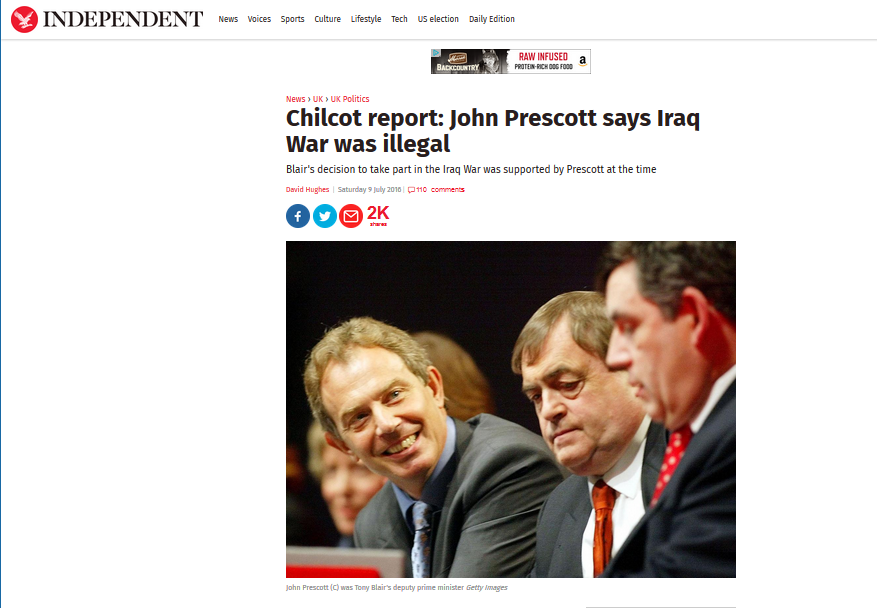 INDEPENDENT News Voices Sports Culture Lifestyle Tech US election Daily Edition
BACKCOUNTRY RAW INFUSED PROTEIN-RICH DOG FOOD a
News › UK › UK Politics
Chilcot report: John Prescott says Iraq
War was illegal
Blair's decision to take part in the Iraq War was supported by Prescott at the time
David Hughes | Saturday 9 July 2016 | 110 comments
f 2K
shares
John Prescott (C) was Tony Blair's deputy prime minister Getty Images